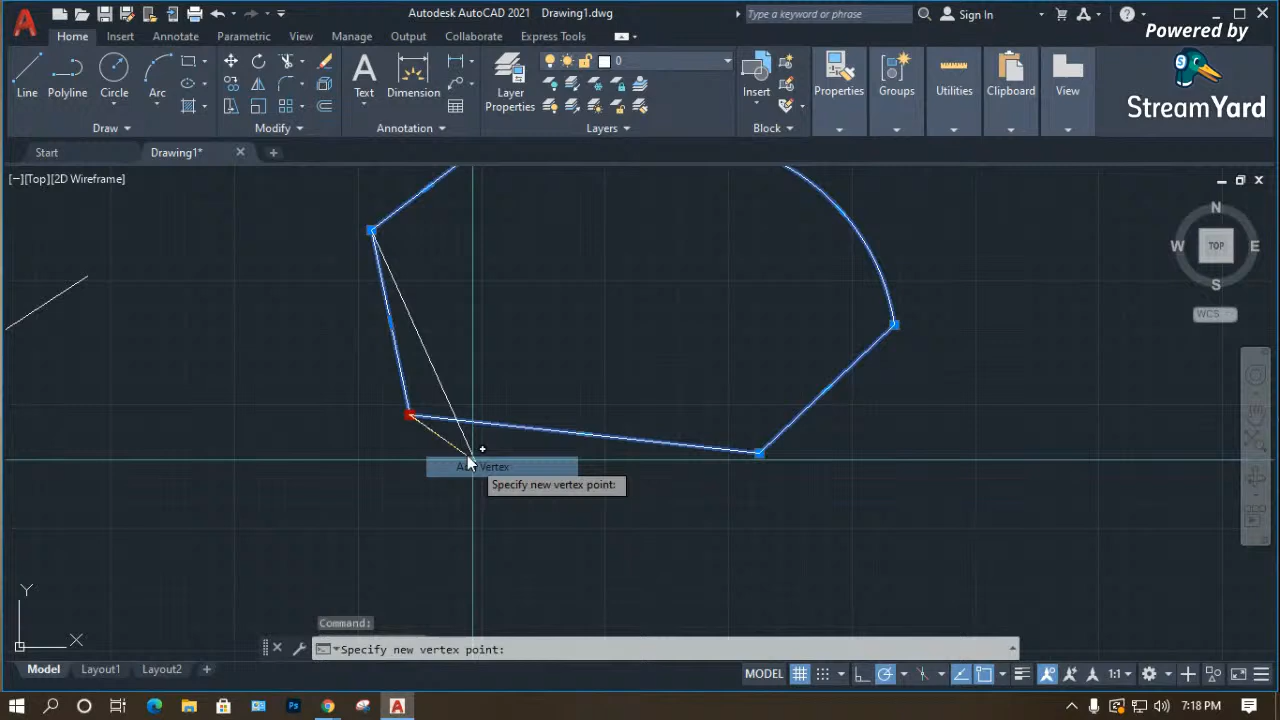 Autodesk AutoCAD 2021 Drawing1.dwg
Type a keyword or phrase
Sign In
Powered by
StreamYard
Home Insert Annotate Parametric View Manage Output Collaborate Express Tools
Line Polyline Circle Arc
Text Dimension
Layer Properties
0
Insert
Properties Groups Utilities Clipboard View
Draw Modify Annotation Layers Block
Start Drawing1*
[−][Top][2D Wireframe]
N
W TOP E
S
WCS
Vertex
Specify new vertex point:
Y
X
Command:
Specify new vertex point:
Model Layout1 Layout2
MODEL 1:1
7:18 PM